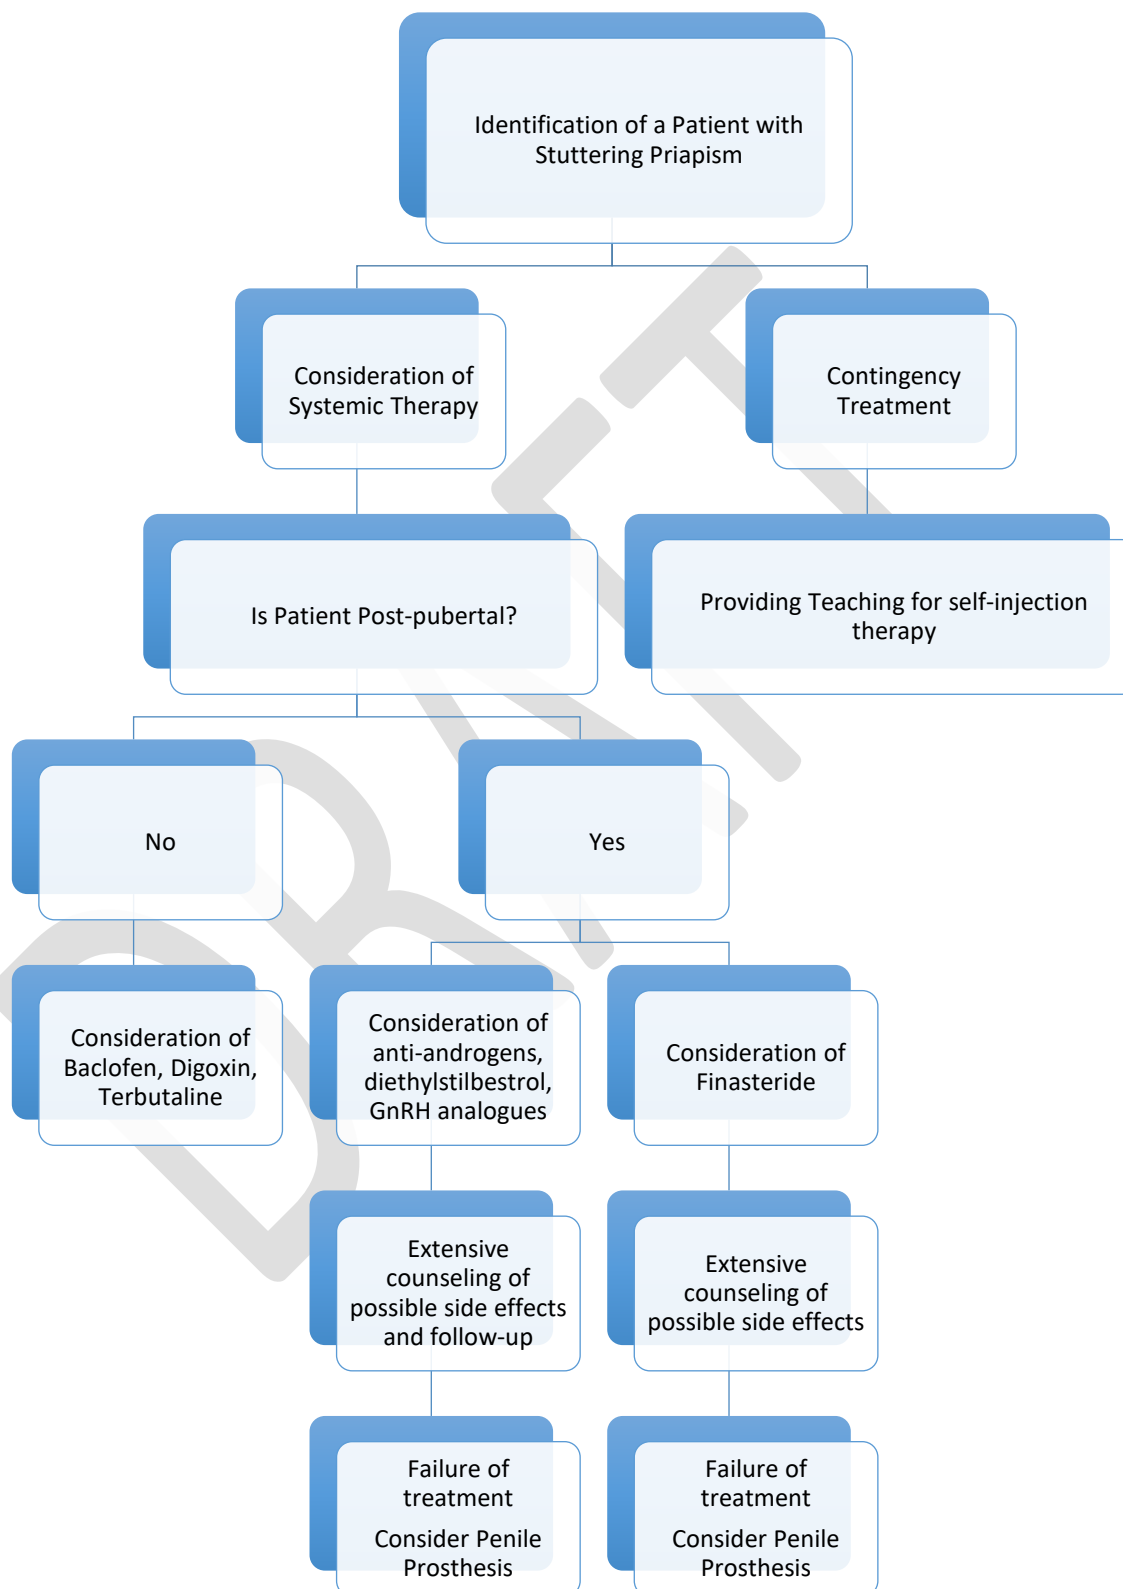 Identification of a Patient with
Stuttering Priapism
Consideration of
Systemic Therapy
Contingency
Treatment
Is Patient Post-pubertal?
Providing Teaching for self-injection
therapy
No
Yes
Consideration of
Baclofen, Digoxin,
Terbutaline
Consideration of
anti-androgens,
diethylstilbestrol,
GnRH analogues
Consideration of
Finasteride
Extensive
counseling of
possible side effects
and follow-up
Extensive
counseling of
possible side effects
Failure of
treatment
Consider Penile
Prosthesis
Failure of
treatment
Consider Penile
Prosthesis
DRAFT